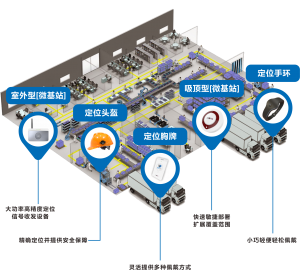 室外型[微基站]
定位头盔
定位胸牌
吸顶型[微基站]
定位手环
大功率高精度定位
信号收发设备
精确定位并提供安全保障
灵活提供多种佩戴方式
快速敏捷部署
扩展覆盖范围
小巧轻便轻松佩戴